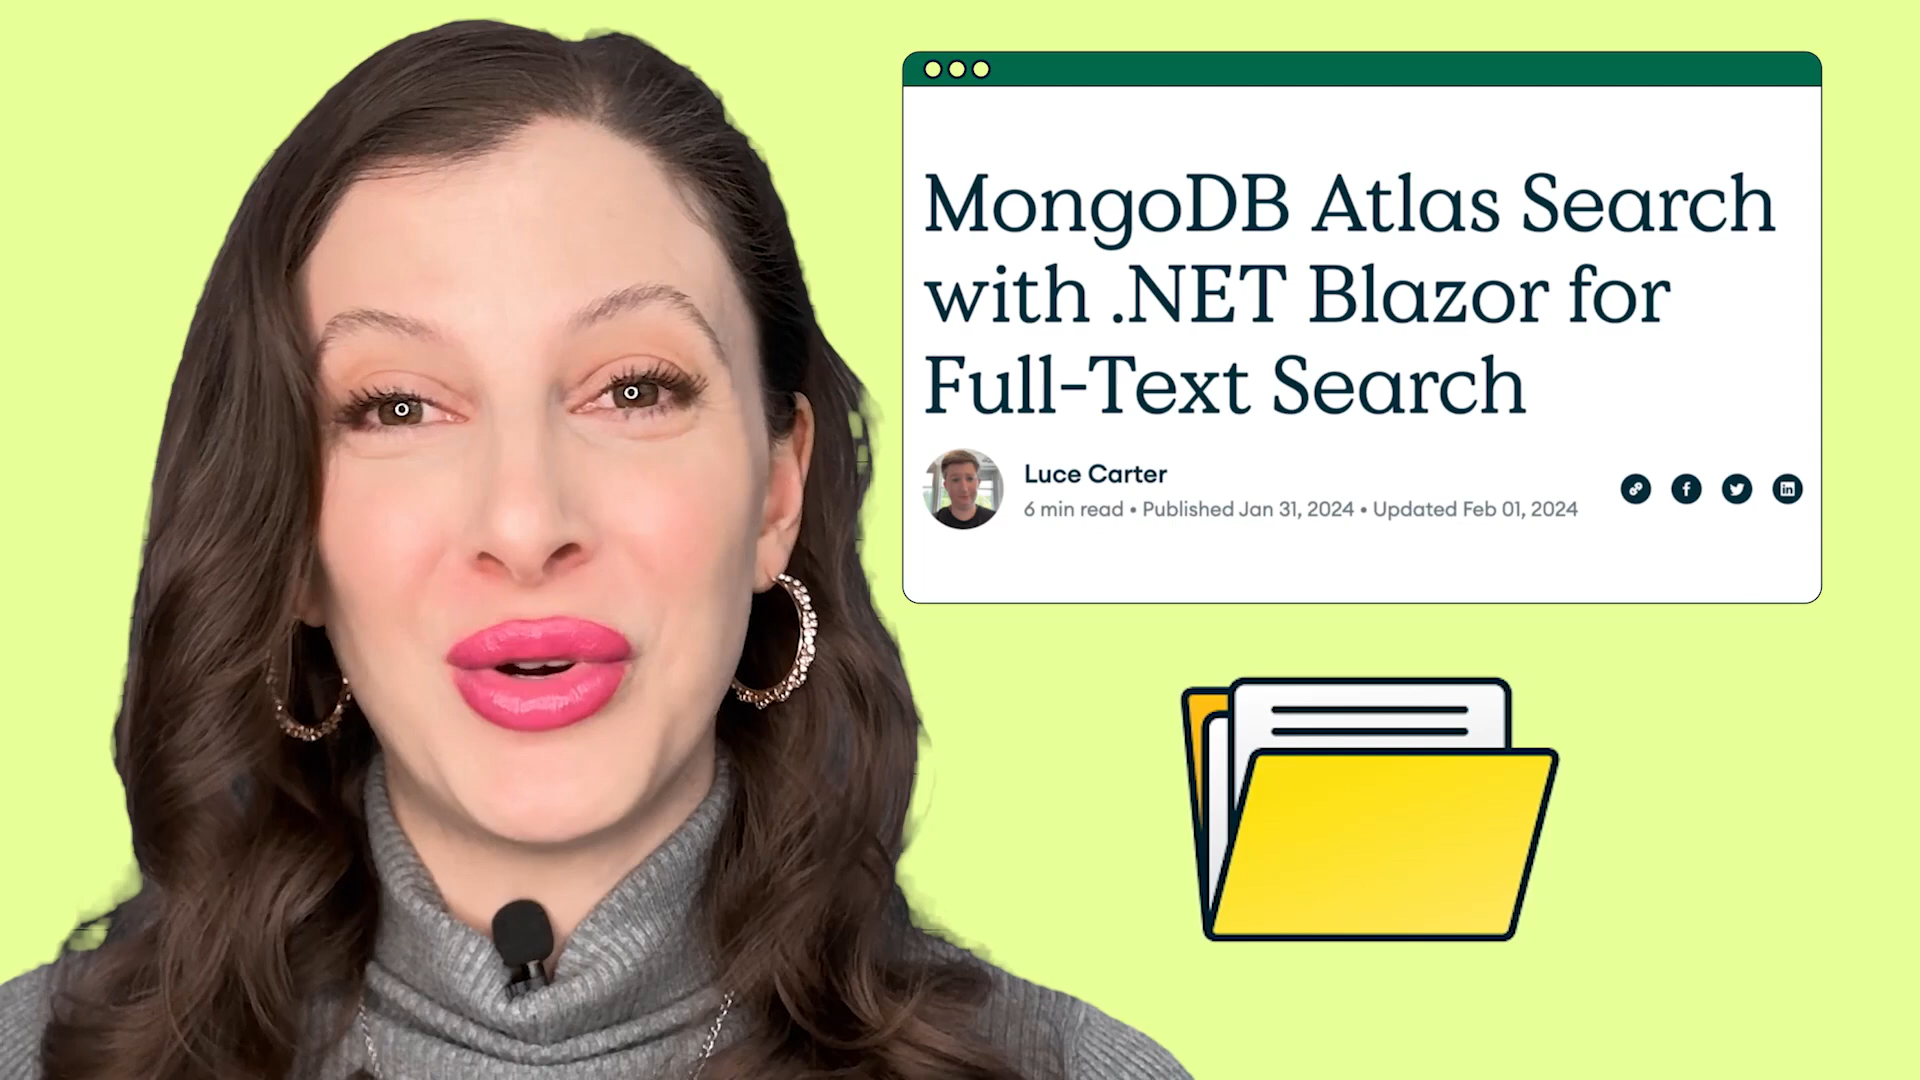 MongoDB Atlas Search
with .NET Blazor for
Full-Text Search
Luce Carter
6 min read • Published Jan 31, 2024 • Updated Feb 01, 2024